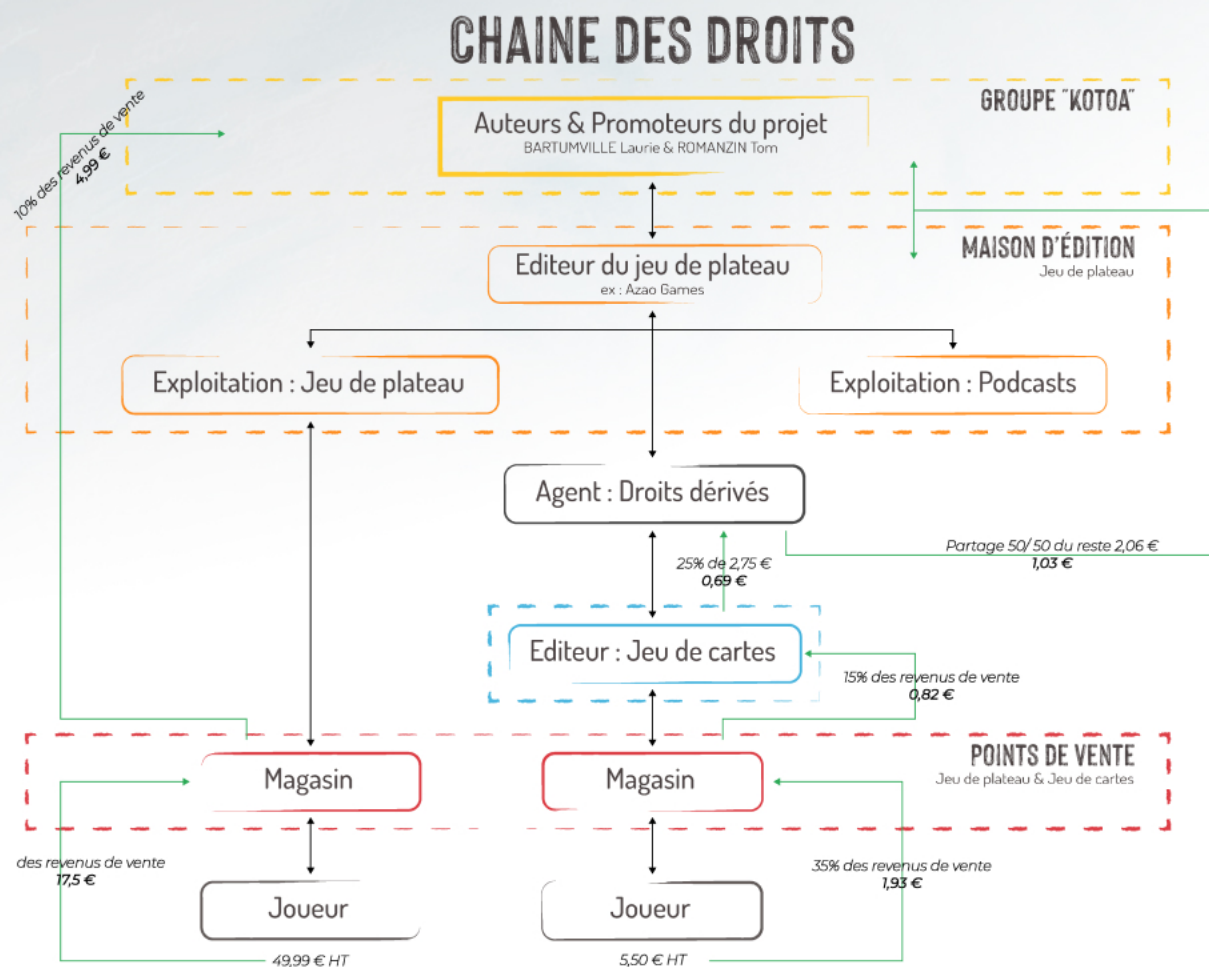 CHAINE DES DROITS
GROUPE "KOTOA"
Auteurs & Promoteurs du projet
BARTUMVILLE Laurie & ROMANZIN Tom
10% des revenus de vente
4,99 €
MAISON D'ÉDITION
Jeu de plateau
Editeur du jeu de plateau
ex : Azao Games
Exploitation : Jeu de plateau
Exploitation : Podcasts
Agent : Droits dérivés
25% de 2,75 €
0,69 €
Partage 50/50 du reste 2,06 €
1,03 €
Editeur : Jeu de cartes
15% des revenus de vente
0,82 €
POINTS DE VENTE
Jeu de plateau & Jeu de cartes
Magasin
Magasin
des revenus de vente
17,5 €
35% des revenus de vente
1,93 €
Joueur
Joueur
49,99 € HT
5,50 € HT